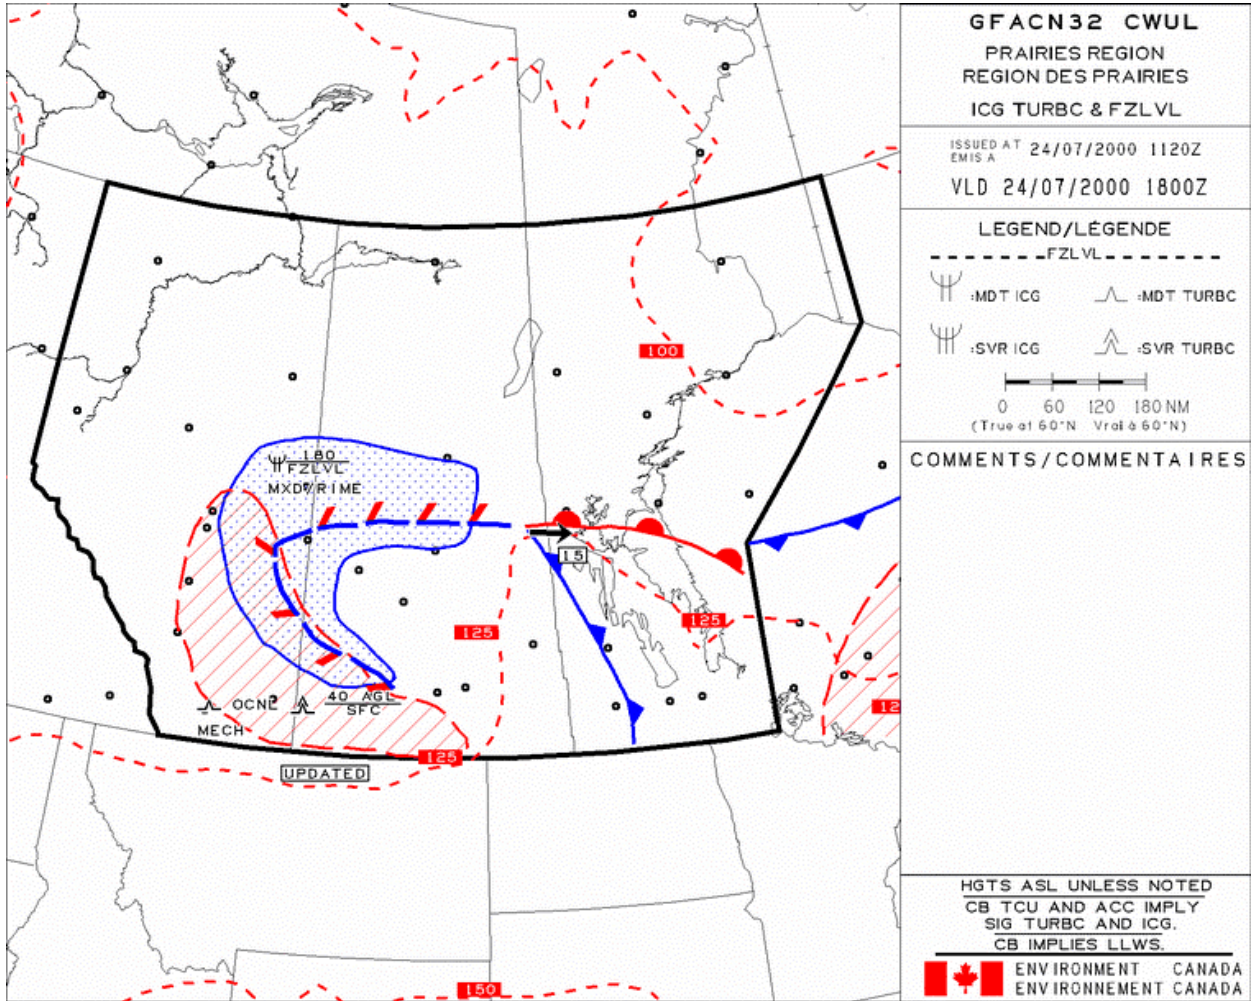 GFACN32 CWUL
PRAIRIES REGION
REGION DES PRAIRIES
ICG TURBC & FZLVL
ISSUED AT 24/07/2000 1120Z
EMIS A
VLD 24/07/2000 1800Z
LEGEND/LÉGENDE
FZLVL
:MDT ICG :MDT TURBC
:SVR ICG :SVR TURBC
0 60 120 180 NM
(True at 60°N Vrai à 60°N)
COMMENTS/COMMENTAIRES
HGTS ASL UNLESS NOTED
CB TCU AND ACC IMPLY
SIG TURBC AND ICG.
CB IMPLIES LLWS.
ENVIRONMENT CANADA
ENVIRONNEMENT CANADA
100
180
FZLVL
MXD/RIME
15
125
125
OCNL
40 AGL
SFC
MECH
125
UPDATED
150